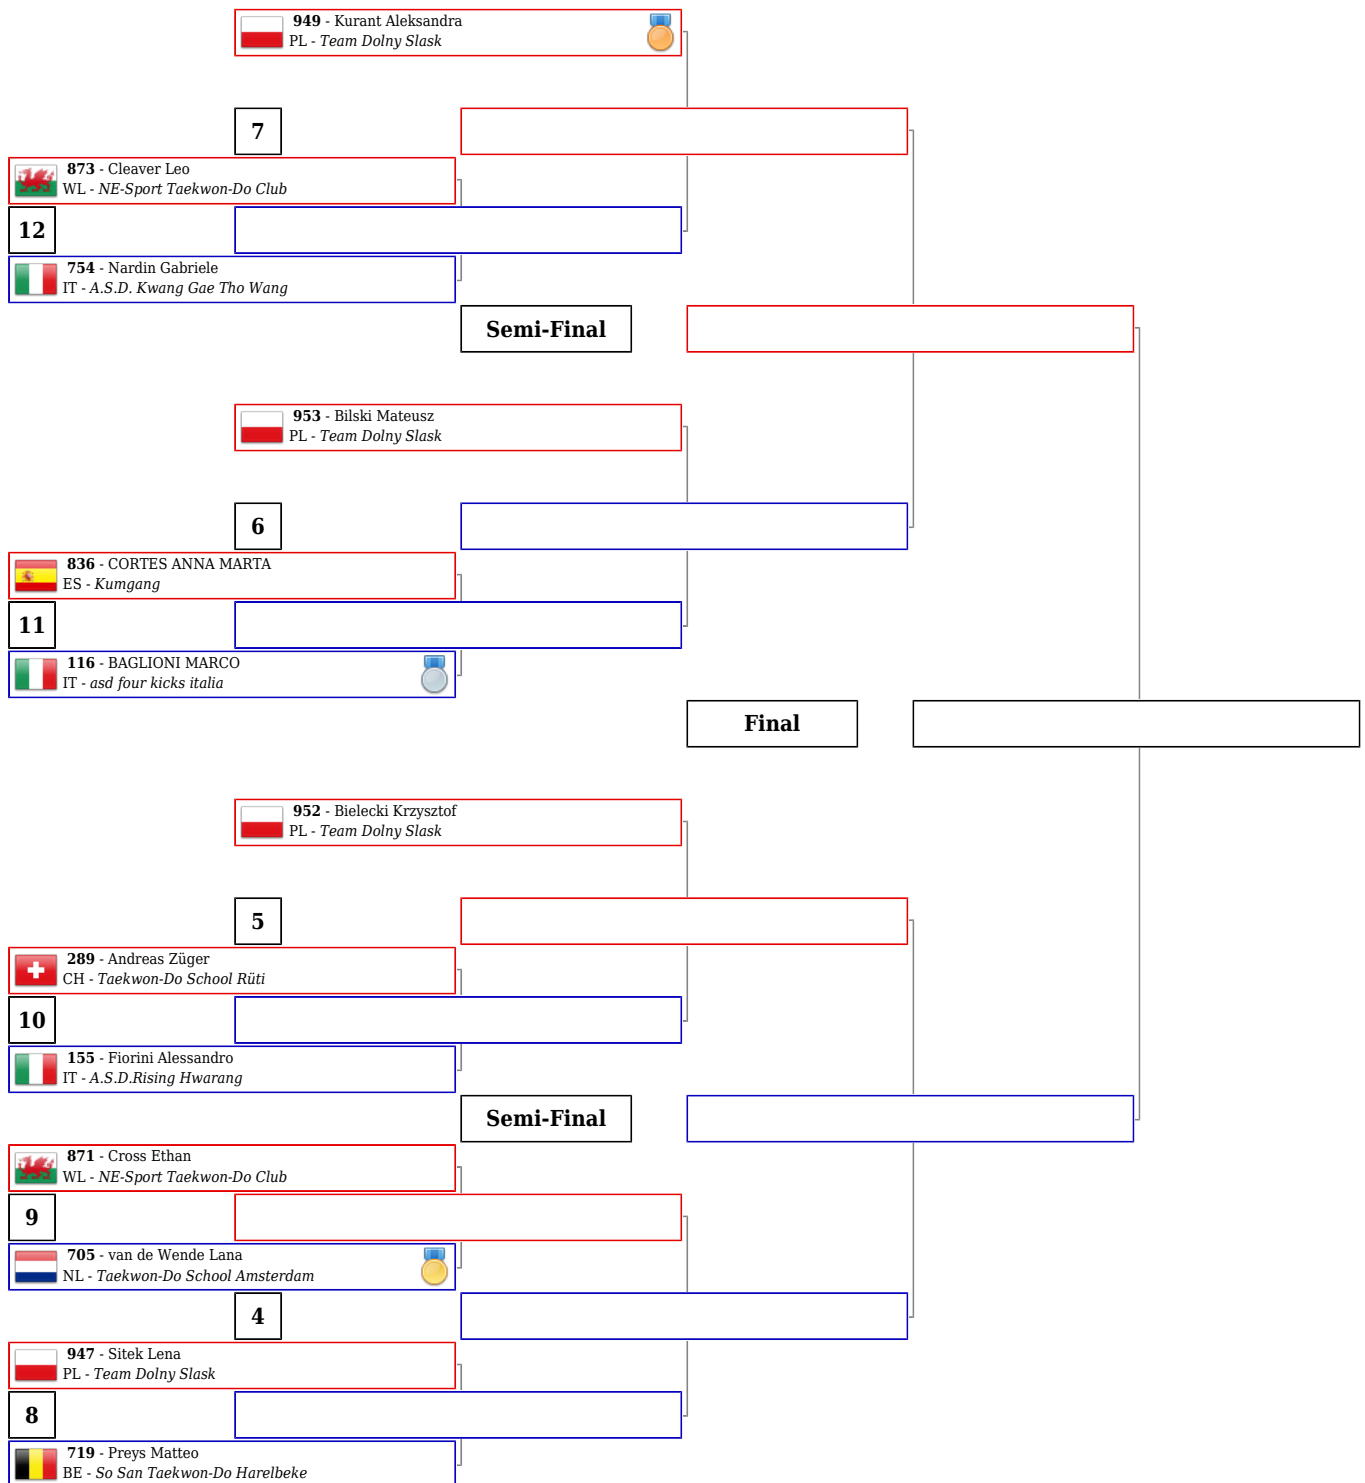 949 - Kurant Aleksandra
PL - Team Dolny Slask
7
873 - Cleaver Leo
WL - NE-Sport Taekwon-Do Club
12
754 - Nardin Gabriele
IT - A.S.D. Kwang Gae Tho Wang
Semi-Final
953 - Bilski Mateusz
PL - Team Dolny Slask
6
836 - CORTES ANNA MARTA
ES - Kumgang
11
116 - BAGLIONI MARCO
IT - asd four kicks italia
Final
952 - Bielecki Krzysztof
PL - Team Dolny Slask
5
289 - Andreas Züger
CH - Taekwon-Do School Rüti
10
155 - Fiorini Alessandro
IT - A.S.D.Rising Hwarang
Semi-Final
871 - Cross Ethan
WL - NE-Sport Taekwon-Do Club
9
705 - van de Wende Lana
NL - Taekwon-Do School Amsterdam
4
947 - Sitek Lena
PL - Team Dolny Slask
8
719 - Preys Matteo
BE - So San Taekwon-Do Harelbeke